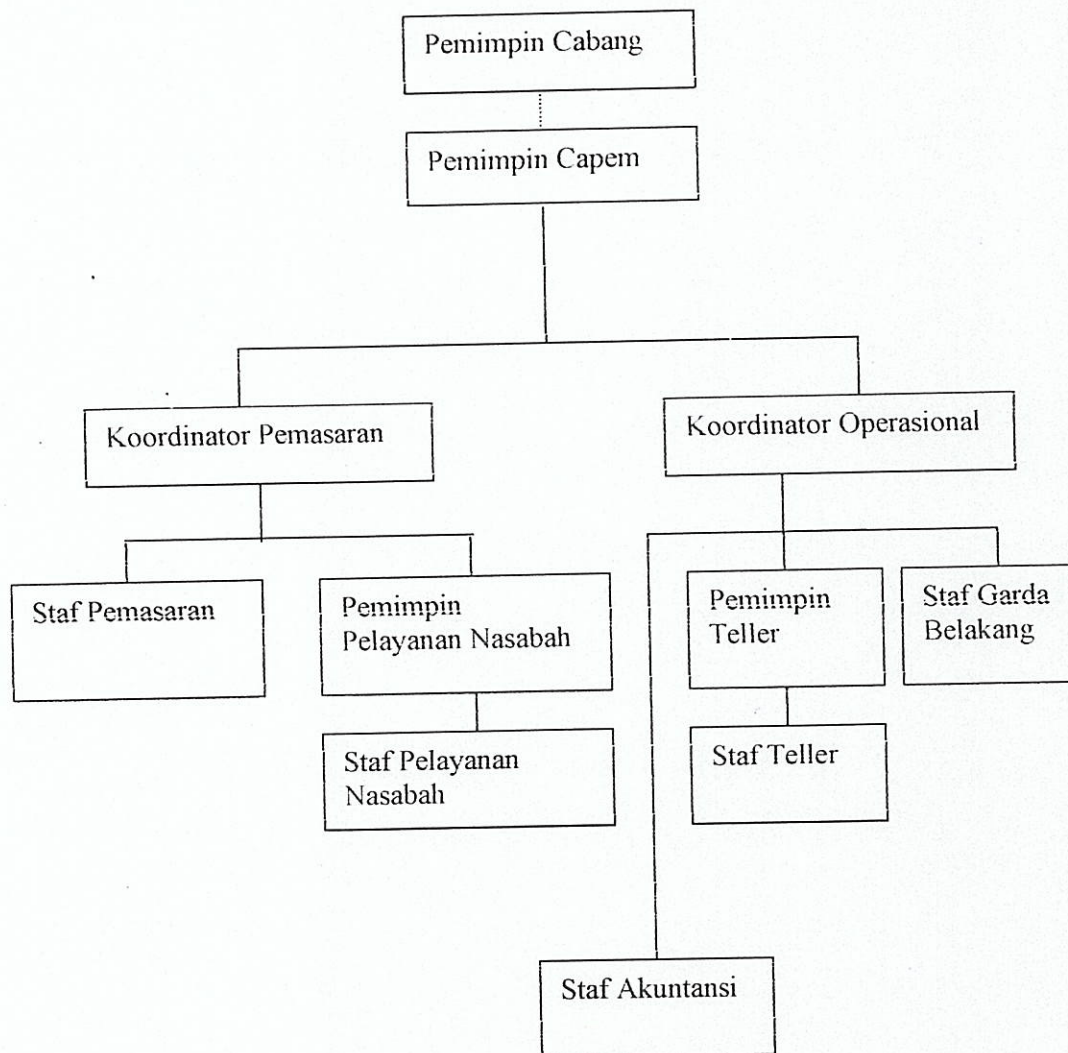 Pemimpin Cabang
Pemimpin Capem
Koordinator Pemasaran
Koordinator Operasional
Staf Pemasaran
Pemimpin
Pelayanan Nasabah
Pemimpin
Teller
Staf Garda
Belakang
Staf Pelayanan
Nasabah
Staf Teller
Staf Akuntansi